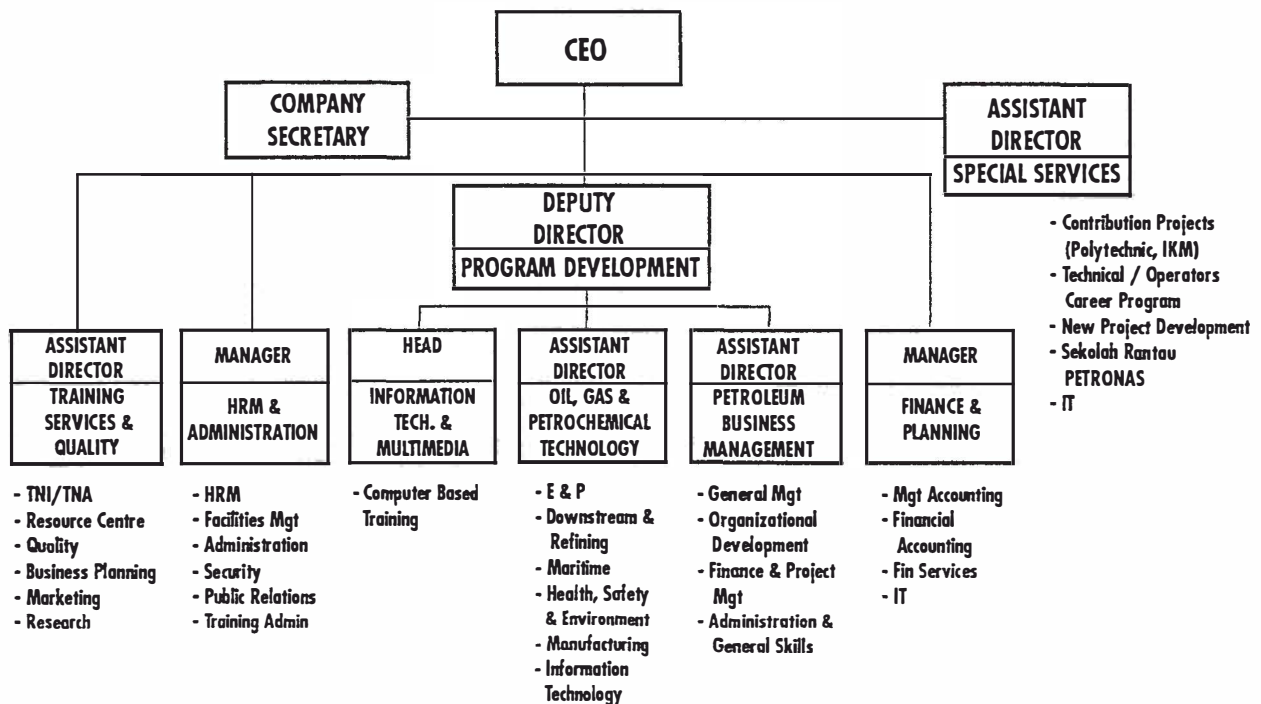 CEO
COMPANY
SECRETARY
ASSISTANT
DIRECTOR
SPECIAL SERVICES
- Contribution Projects
(Polytechnic, IKM)
- Technical / Operators
Career Program
- New Project Development
- Sekolah Rantau
PETRONAS
- IT
DEPUTY
DIRECTOR
PROGRAM DEVELOPMENT
ASSISTANT
DIRECTOR
TRAINING
SERVICES &
QUALITY
- TNI/TNA
- Resource Centre
- Quality
- Business Planning
- Marketing
- Research
MANAGER
HRM &
ADMINISTRATION
- HRM
- Facilities Mgt
- Administration
- Security
- Public Relations
- Training Admin
HEAD
INFORMATION
TECH. &
MULTIMEDIA
- Computer Based
Training
ASSISTANT
DIRECTOR
OIL, GAS &
PETROCHEMICAL
TECHNOLOGY
- E & P
- Downstream &
Refining
- Maritime
- Health, Safety
& Environment
- Manufacturing
- Information
Technology
ASSISTANT
DIRECTOR
PETROLEUM
BUSINESS
MANAGEMENT
- General Mgt
- Organizational
Development
- Finance & Project
Mgt
- Administration &
General Skills
MANAGER
FINANCE &
PLANNING
- Mgt Accounting
- Financial
Accounting
- Fin Services
- IT